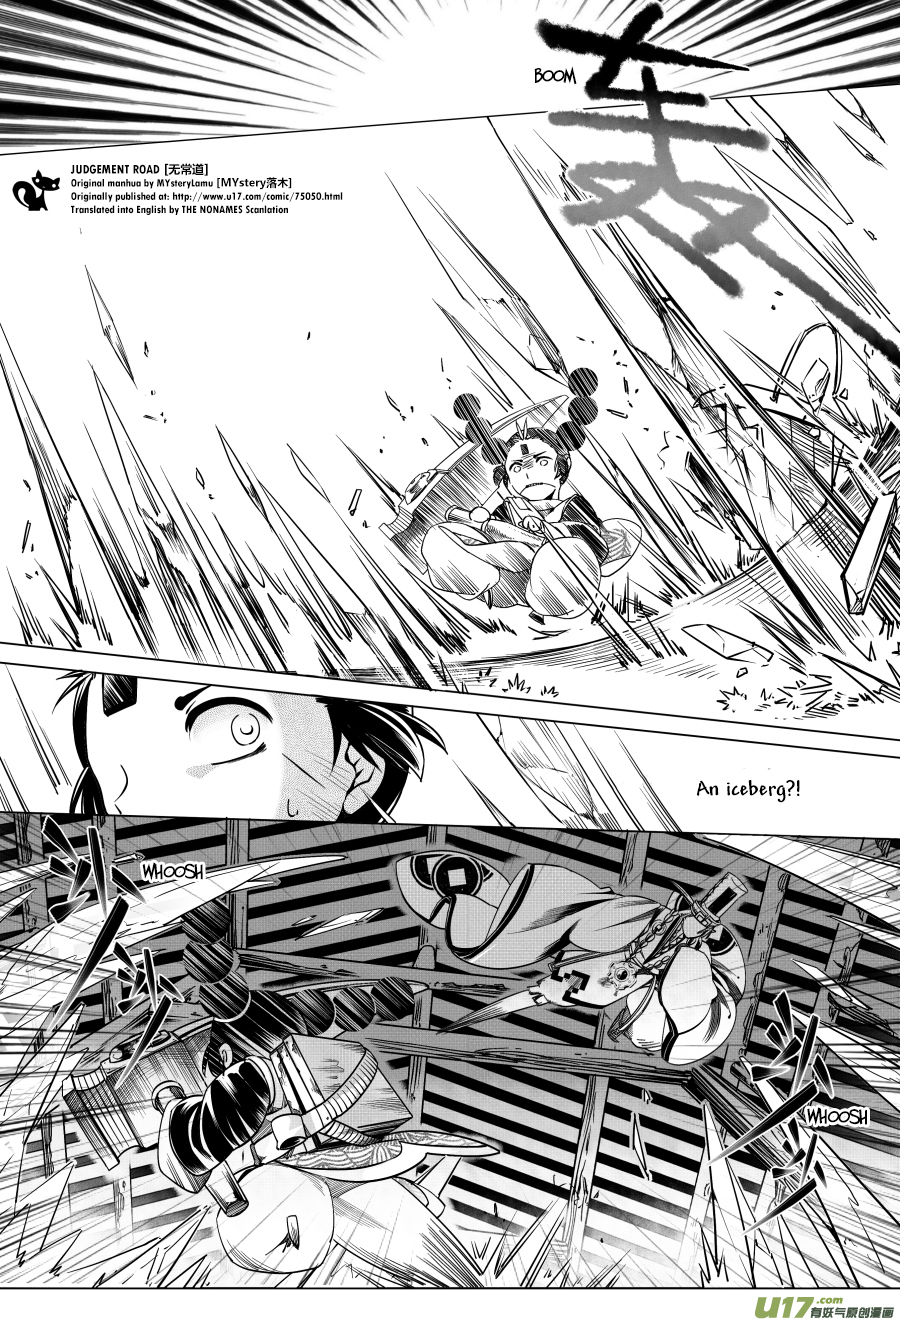 BOOM
JUDGEMENT ROAD [无常道]
Original manhua by MYsteryLamu [MYstery落木]
Originally published at: http://www.u17.com/comic/75050.html
Translated into English by THE NONAMES Scanlation
An iceberg?!
WHOOSH
WHOOSH
U17.com
有妖气原创漫画